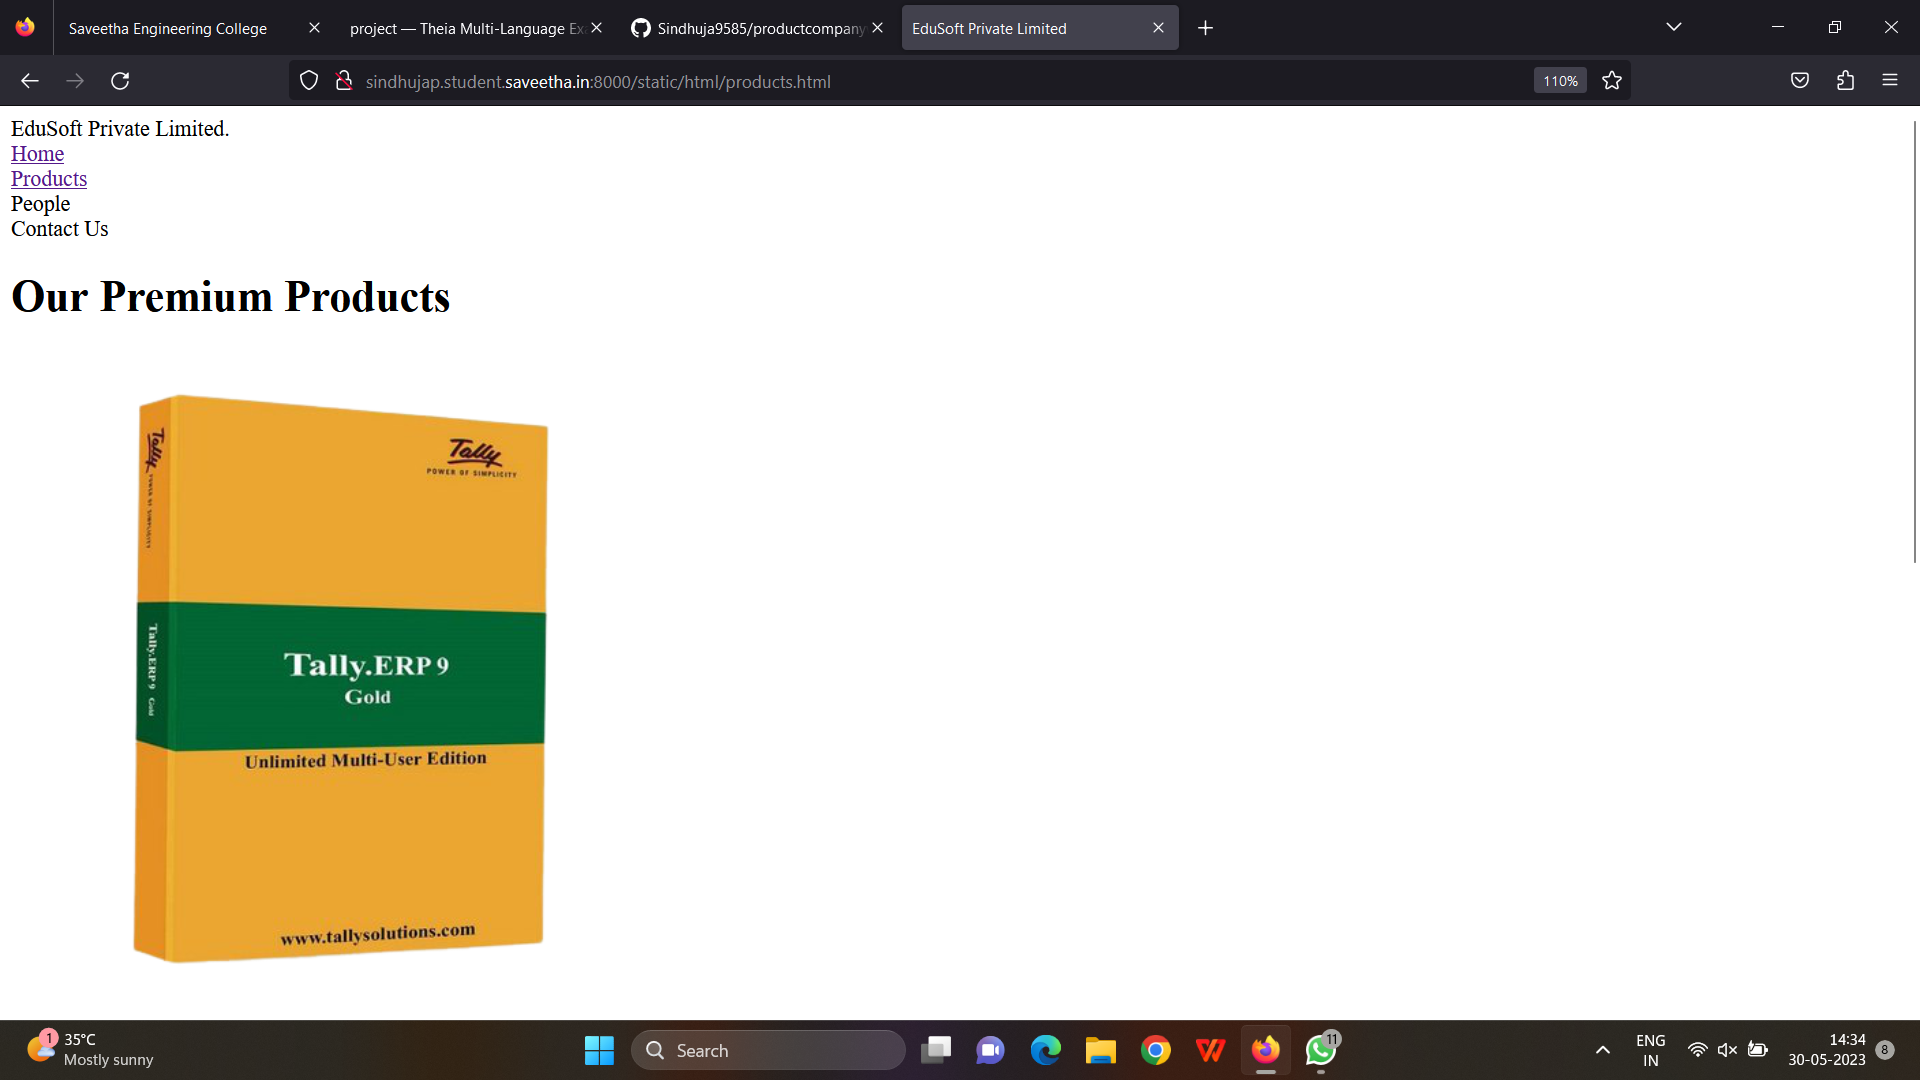 Saveetha Engineering College
project — Theia Multi-Language Ex
Sindhuja9585/productcompany
EduSoft Private Limited
sindhujap.student.saveetha.in:8000/static/html/products.html
110%
EduSoft Private Limited.
Home
Products
People
Contact Us
Our Premium Products
Tally
POWER OF SIMPLICITY
Tally
POWER OF SIMPLICITY
Tally.ERP 9
Gold
Tally.ERP 9 Gold
Unlimited Multi-User Edition
www.tallysolutions.com
1
35°C
Mostly sunny
Search
11
ENG
IN
14:34
30-05-2023
8